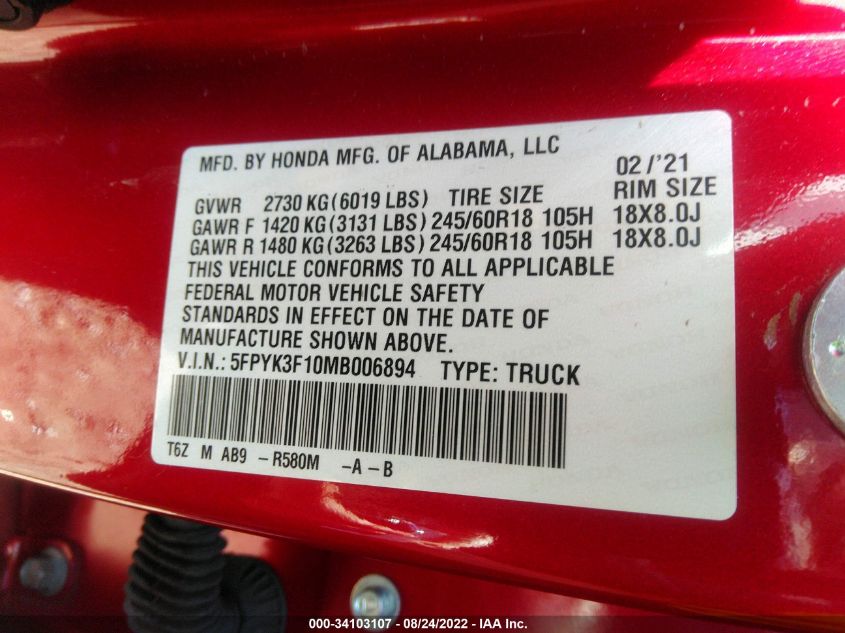 MFD. BY HONDA MFG. OF ALABAMA, LLC 02/'21
GVWR 2730 KG(6019 LBS) TIRE SIZE RIM SIZE
GAWR F 1420 KG(3131 LBS) 245/60R18 105H 18X8.0J
GAWR R 1480 KG(3263 LBS) 245/60R18 105H 18X8.0J
THIS VEHICLE CONFORMS TO ALL APPLICABLE
FEDERAL MOTOR VEHICLE SAFETY
STANDARDS IN EFFECT ON THE DATE OF
MANUFACTURE SHOWN ABOVE.
V.I.N.: 5FPYK3F10MB006894 TYPE: TRUCK
T6Z M AB9 -R580M -A-B
000-34103107 - 08/24/2022 - IAA Inc.